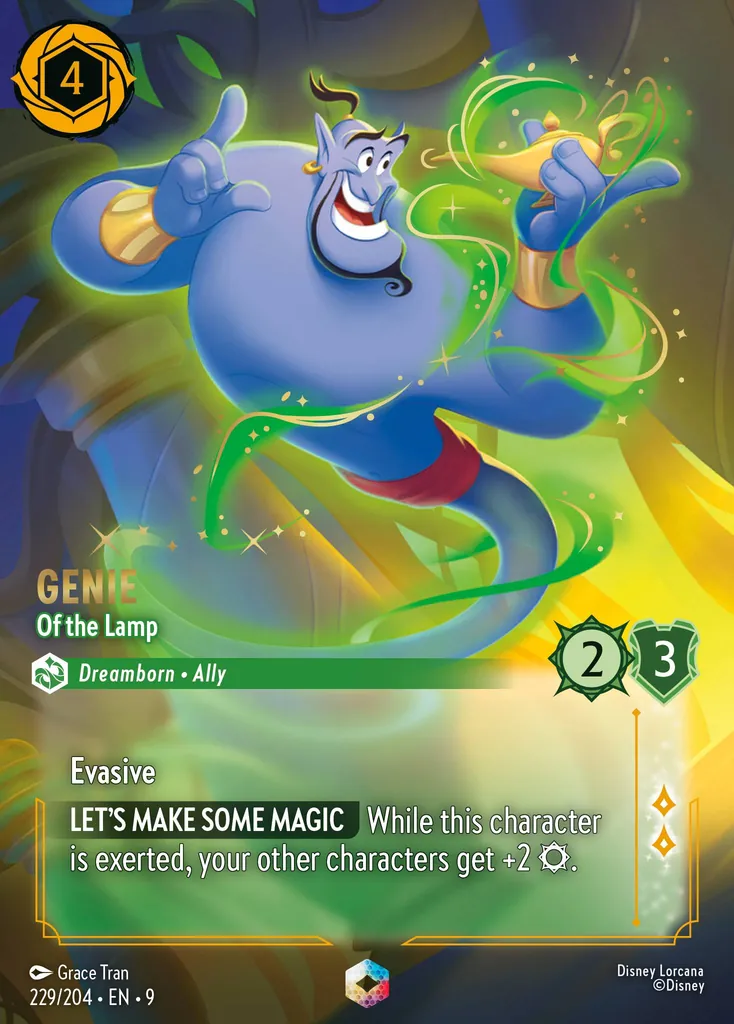 4
GENIE
Of the Lamp
Dreamborn • Ally
2
3
Evasive
LET'S MAKE SOME MAGIC While this character
is exerted, your other characters get +2 .
Grace Tran
229/204 • EN • 9
Disney Lorcana
©Disney